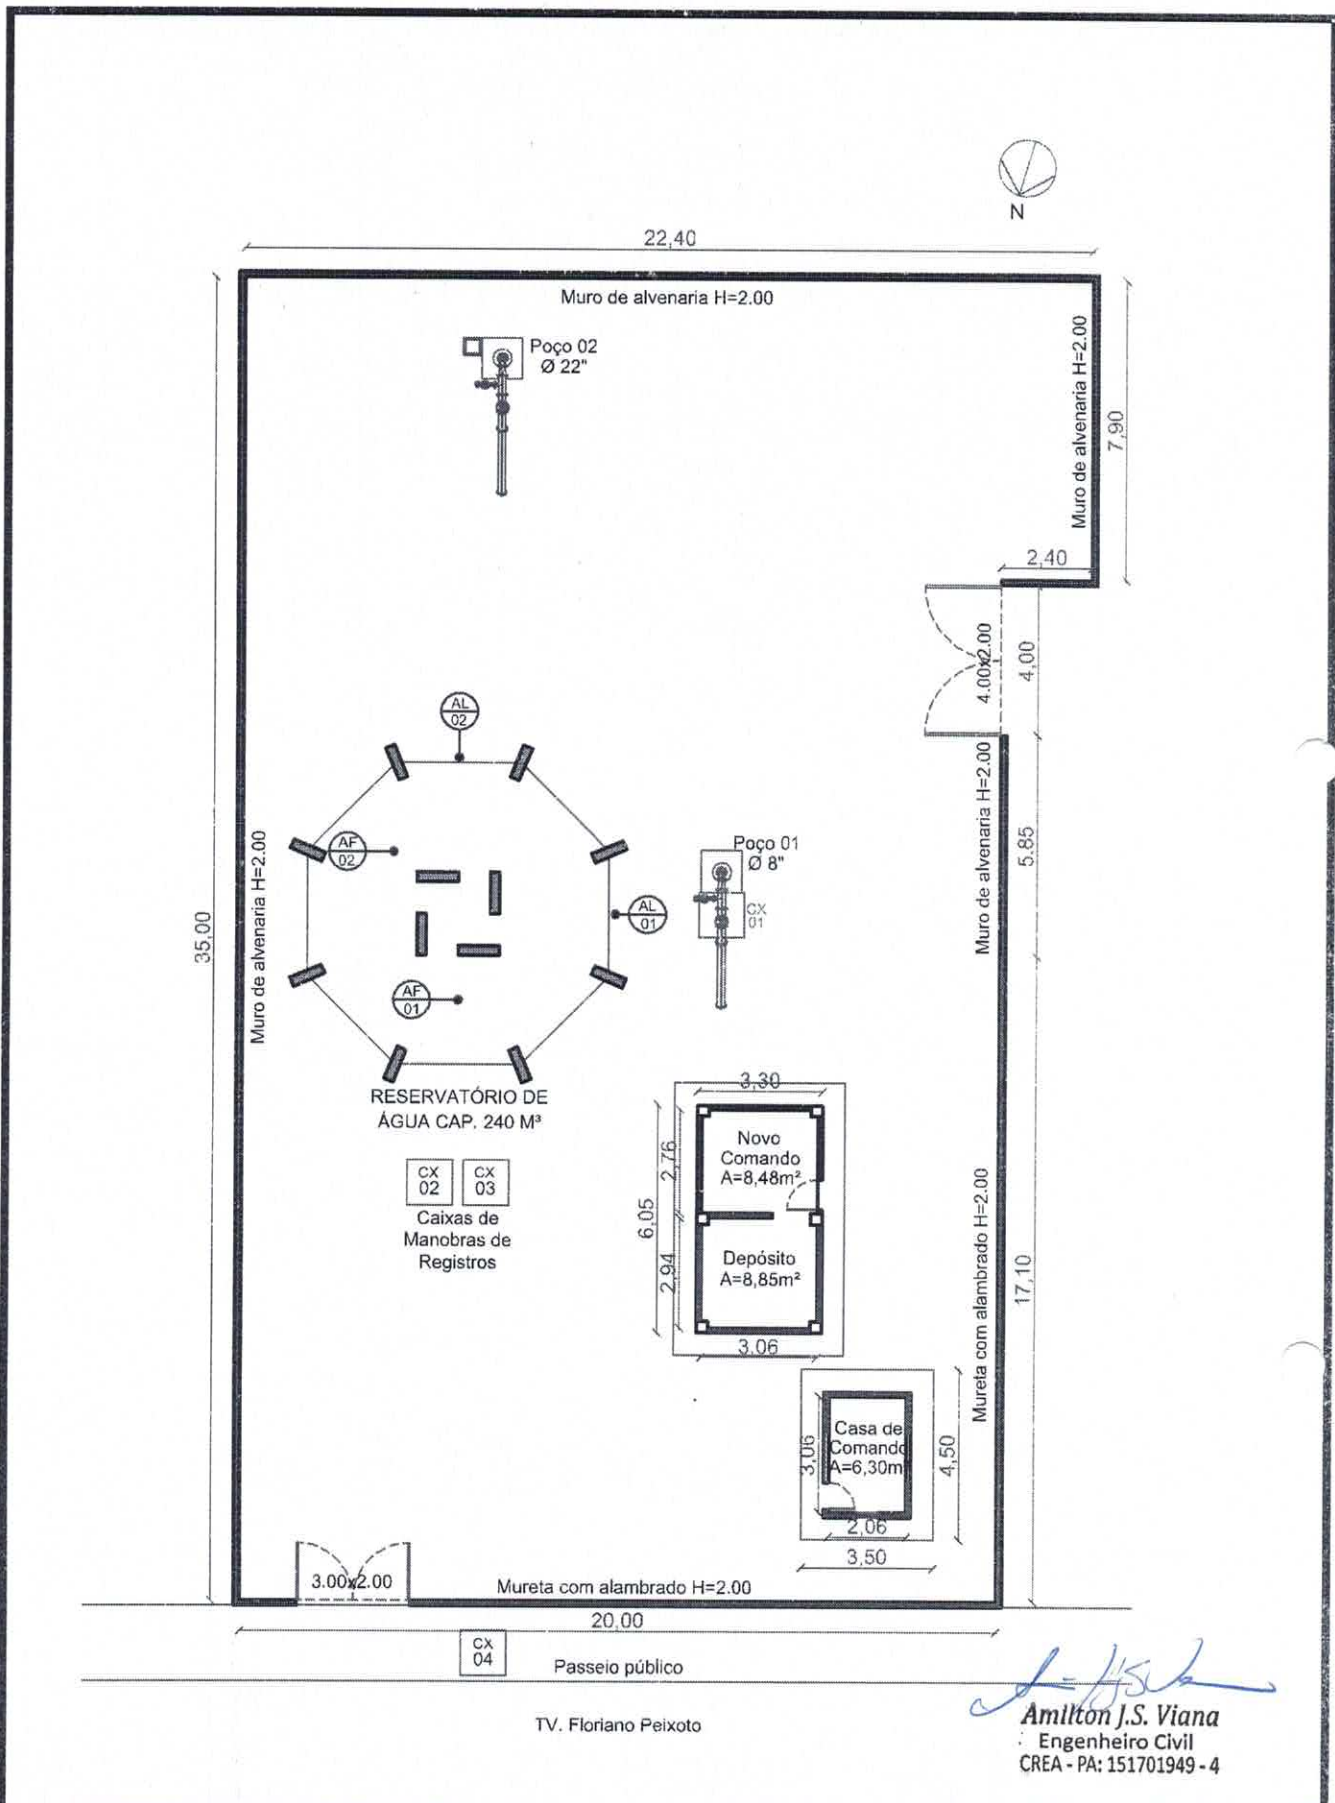 N
22,40
Muro de alvenaria H=2.00
Poço 02
Ø 22"
Muro de alvenaria H=2.00
7,90
2,40
4.00x2.00
4,00
AL
02
Muro de alvenaria H=2.00
5.85
AF
02
Poço 01
Ø 8"
CX
01
AL
01
Muro de alvenaria H=2.00
35,00
AF
01
RESERVATÓRIO DE
ÁGUA CAP. 240 M³
CX
02
CX
03
Caixas de
Manobras de
Registros
3,30
Novo
Comando
A=8,48m²
2,76
6,05
2,94
Depósito
A=8,85m²
3,06
Mureta com alambrado H=2.00
17,10
Casa de
Comando
A=6,30m
3,06
4,50
2,06
3,50
3.00x2.00
Mureta com alambrado H=2.00
20,00
CX
04
Passeio público
TV. Floriano Peixoto
Amilton J.S. Viana
Engenheiro Civil
CREA - PA: 151701949 - 4